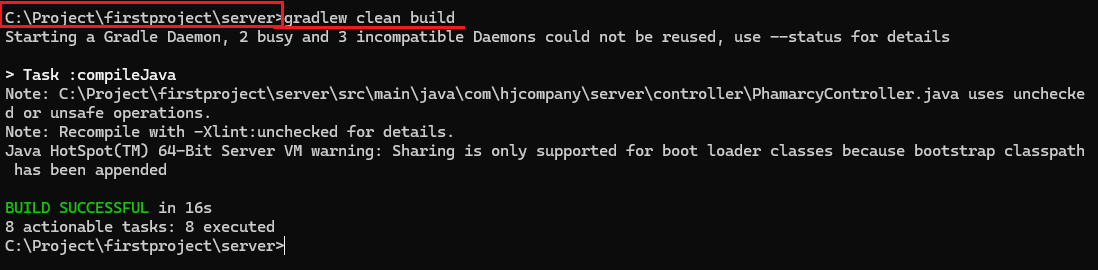 C:\Project\firstproject\server>gradlew clean build
Starting a Gradle Daemon, 2 busy and 3 incompatible Daemons could not be reused, use --status for details
> Task :compileJava
Note: C:\Project\firstproject\server\src\main\java\com\hjcompany\server\controller\PhamarcyController.java uses unchecke
d or unsafe operations.
Note: Recompile with -Xlint:unchecked for details.
Java HotSpot(TM) 64-Bit Server VM warning: Sharing is only supported for boot loader classes because bootstrap classpath
 has been appended
BUILD SUCCESSFUL in 16s
8 actionable tasks: 8 executed
C:\Project\firstproject\server>